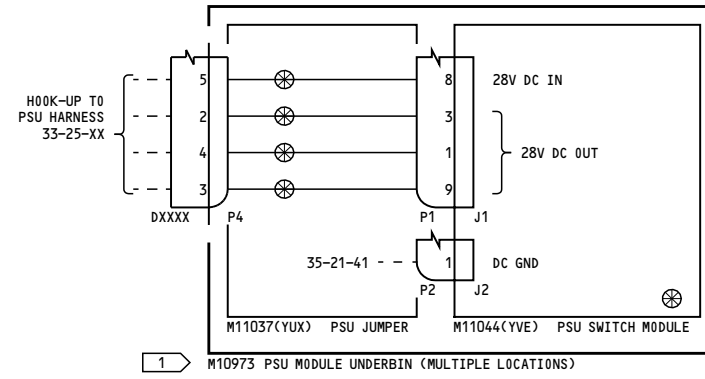 5 8 28V DC IN
HOOK-UP TO
PSU HARNESS
33-25-XX
2 3
4 1 28V DC OUT
3 9
DXXXX P4 P1 J1
35-21-41 1 DC GND
P2 J2
M11037(YUX) PSU JUMPER M11044(YVE) PSU SWITCH MODULE
1 M10973 PSU MODULE UNDERBIN (MULTIPLE LOCATIONS)